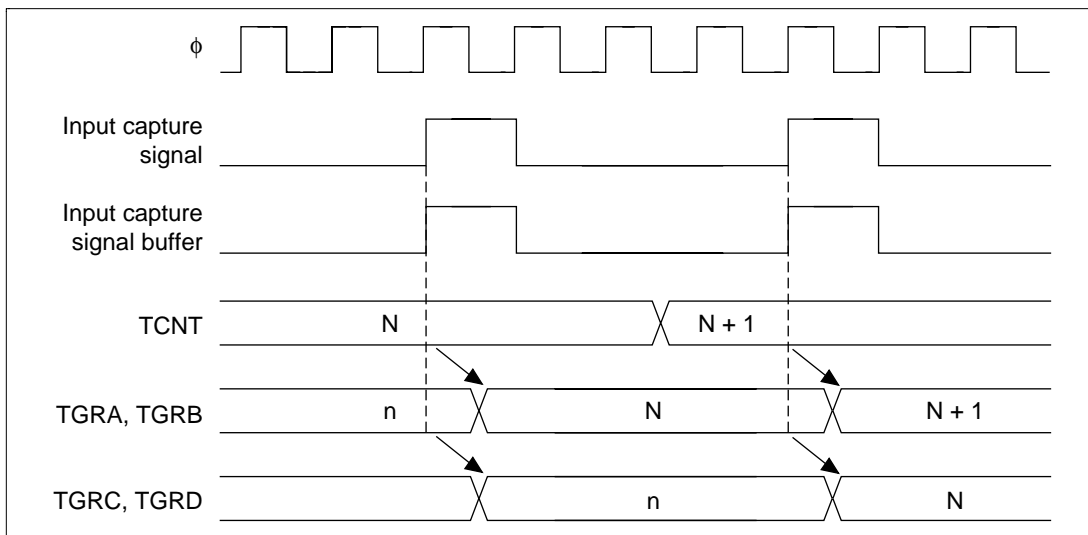 ϕ
Input capture
signal
Input capture
signal buffer
TCNT
N
N + 1
TGRA, TGRB
n
N
N + 1
TGRC, TGRD
n
N